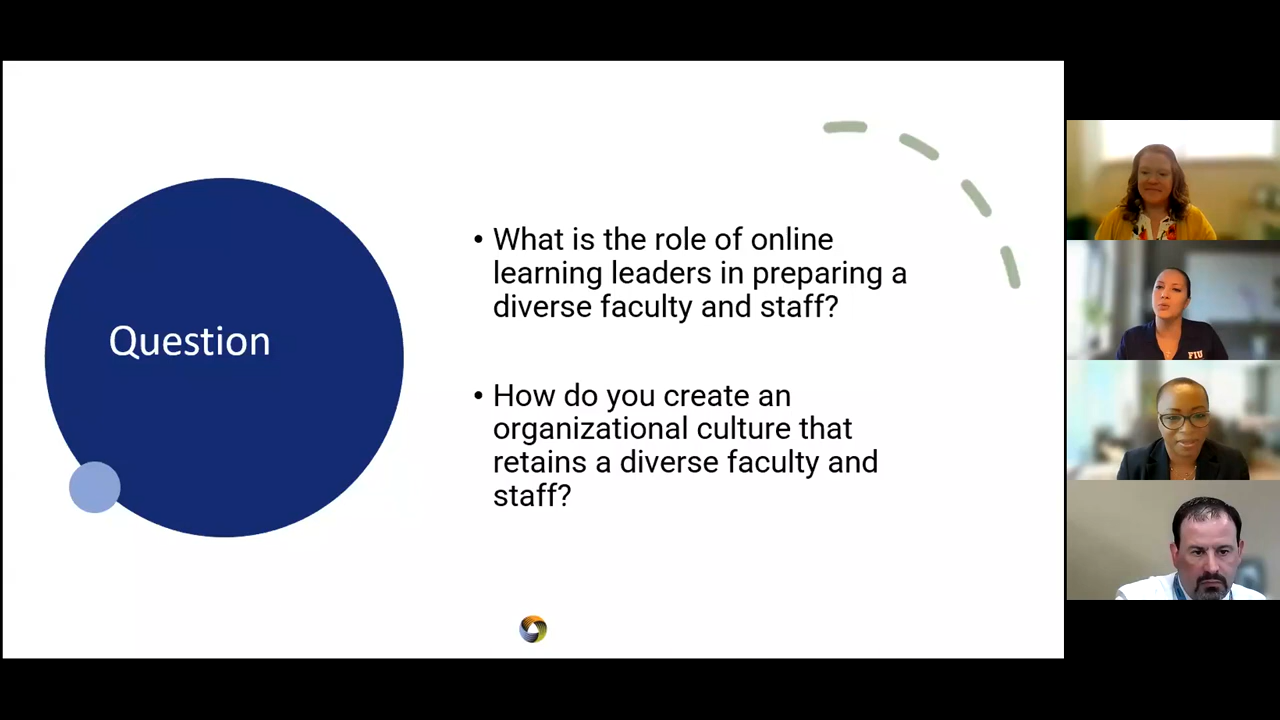 Question
• What is the role of online
learning leaders in preparing a
diverse faculty and staff?
• How do you create an
organizational culture that
retains a diverse faculty and
staff?
FIU